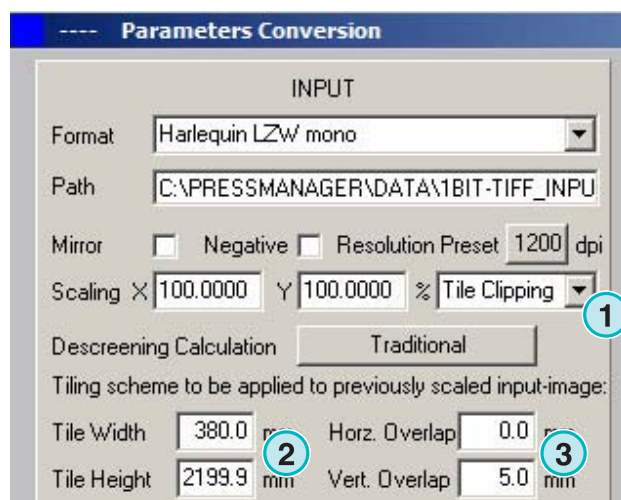 ---- Parameters Conversion
INPUT
Format Harlequin LZW mono
Path C:\PRESSMANAGER\DATA\1BIT-TIFF_INPU
Mirror Negative Resolution Preset 1200 dpi
Scaling X 100.0000 Y 100.0000 % Tile Clipping
1
Descreening Calculation Traditional
Tiling scheme to be applied to previously scaled input-image:
Tile Width 380.0 mm Horz. Overlap 0.0 mm
2 3
Tile Height 2199.9 mm Vert. Overlap 5.0 mm